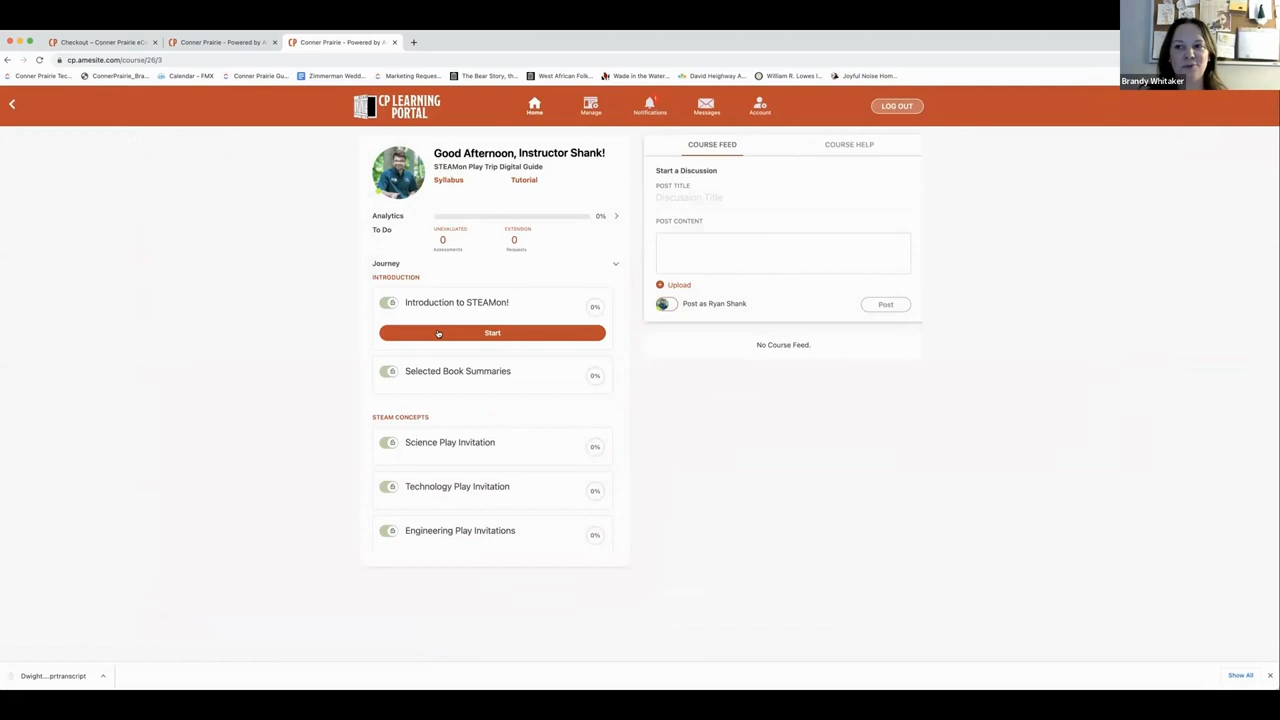 Checkout – Conner Prairie eC
Conner Prairie - Powered by A
Conner Prairie - Powered by A
cp.amesite.com/course/26/3
Conner Prairie Tec...
ConnerPrairie_Bra...
Calendar – FMX
Conner Prairie Gu...
Zimmerman Wedd...
Marketing Reques...
The Bear Story, th...
West African Folk...
Wade in the Water...
David Heighway A...
William R. Lowes I...
Joyful Noise Hom...
Brandy Whitaker
CP LEARNING
PORTAL
Home
Manage
Notifications
Messages
Account
LOG OUT
Good Afternoon, Instructor Shank!
STEAMon Play Trip Digital Guide
Syllabus
Tutorial
Analytics
0%
To Do
UNEVALUATED
0
Assessments
EXTENSION
0
Requests
Journey
INTRODUCTION
Introduction to STEAMon!
0%
Start
Selected Book Summaries
0%
STEAM CONCEPTS
Science Play Invitation
0%
Technology Play Invitation
0%
Engineering Play Invitations
0%
COURSE FEED
COURSE HELP
Start a Discussion
POST TITLE
Discussion Title
POST CONTENT
Upload
Post as Ryan Shank
Post
No Course Feed.
Dwight....prtranscript
Show All